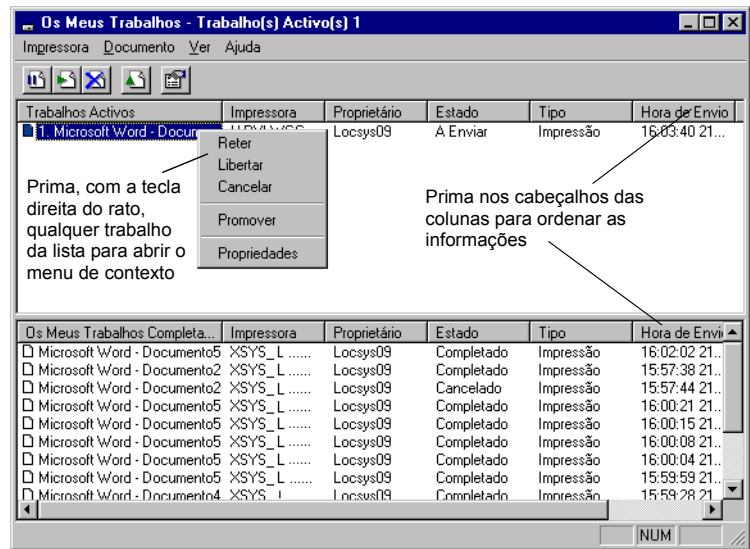 Os Meus Trabalhos - Trabalho(s) Activo(s) 1
Impressora Documento Ver Ajuda
Trabalhos Activos Impressora Proprietário Estado Tipo Hora de Envio
1. Microsoft Word - Docum Locsys09 A Enviar Impressão 16:03:40 21...
Reter
Libertar
Cancelar
Promover
Propriedades
Prima, com a tecla
direita do rato,
qualquer trabalho
da lista para abrir o
menu de contexto
Prima nos cabeçalhos das
colunas para ordenar as
informações
Os Meus Trabalhos Completa... Impressora Proprietário Estado Tipo Hora de Envi
Microsoft Word - Documento5 XSYS_L ...... Locsys09 Completado Impressão 16:02:02 21..
Microsoft Word - Documento2 XSYS_L ...... Locsys09 Completado Impressão 15:57:38 21..
Microsoft Word - Documento2 XSYS_L ...... Locsys09 Cancelado Impressão 15:57:44 21..
Microsoft Word - Documento5 XSYS_L ...... Locsys09 Completado Impressão 16:00:21 21..
Microsoft Word - Documento5 XSYS_L ...... Locsys09 Completado Impressão 16:00:15 21..
Microsoft Word - Documento5 XSYS_L ...... Locsys09 Completado Impressão 16:00:08 21..
Microsoft Word - Documento5 XSYS_L ...... Locsys09 Completado Impressão 16:00:04 21..
Microsoft Word - Documento5 XSYS_L ...... Locsys09 Completado Impressão 15:59:59 21..
Microsoft Word - Documento4 XSYS_L ...... Locsys09 Completado Impressão 15:59:28 21
NUM